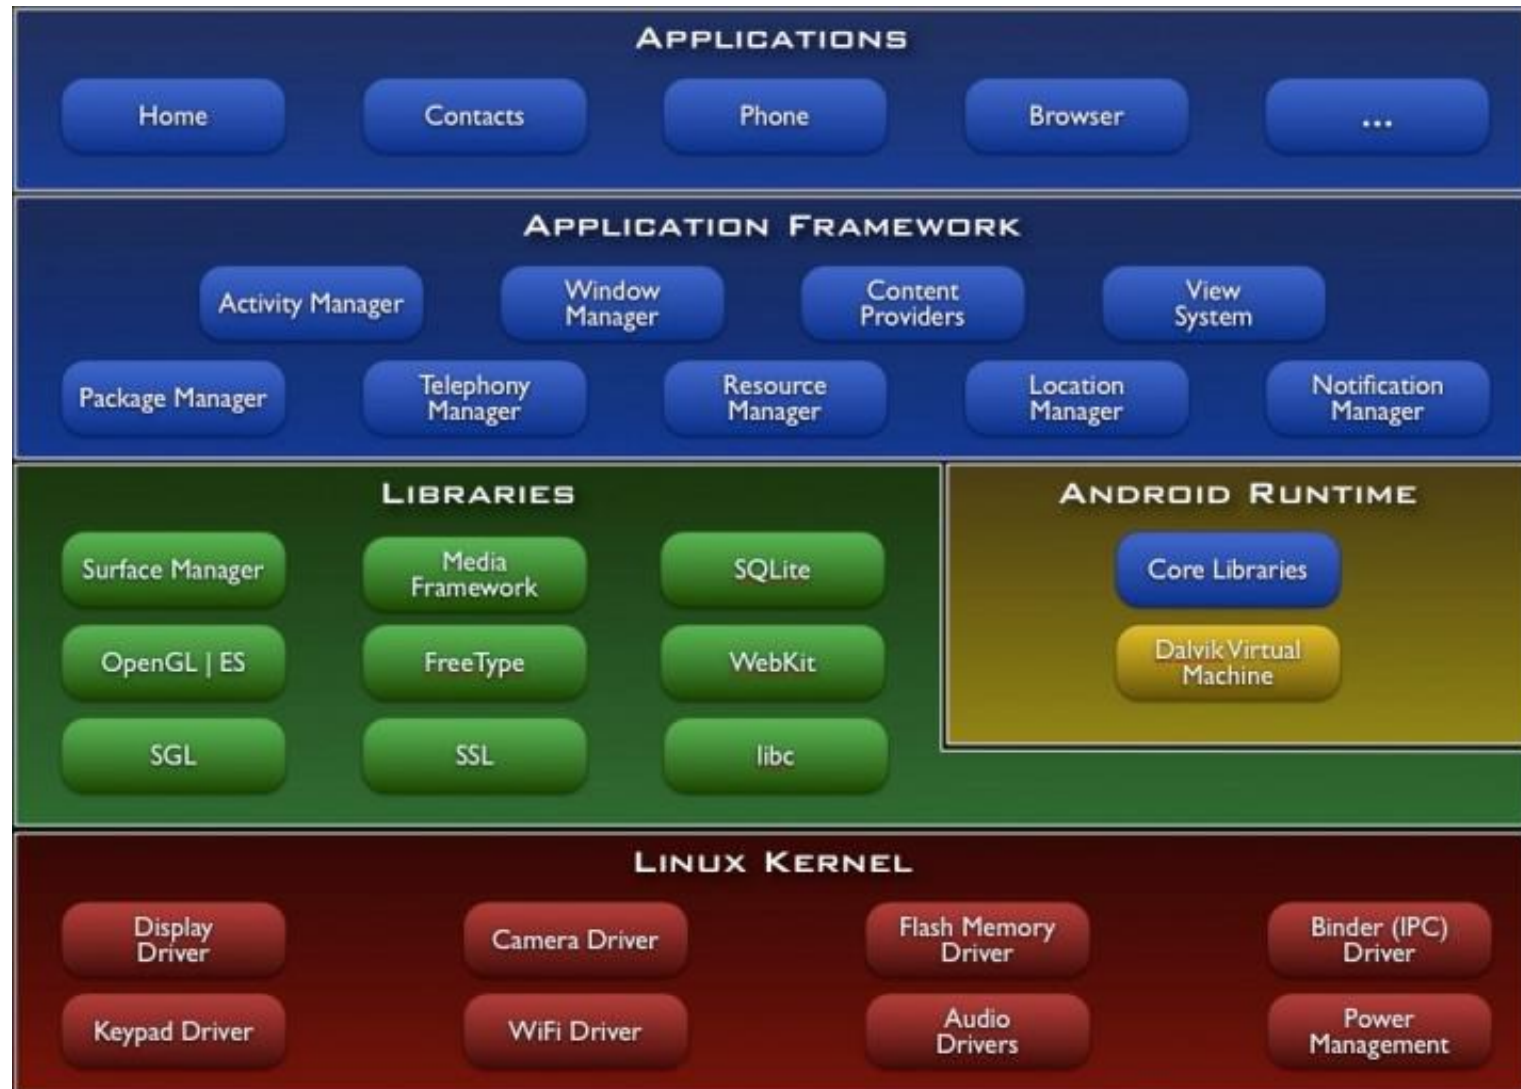 APPLICATIONS
Home
Contacts
Phone
Browser
...
APPLICATION FRAMEWORK
Activity Manager
Window
Manager
Content
Providers
View
System
Package Manager
Telephony
Manager
Resource
Manager
Location
Manager
Notification
Manager
LIBRARIES
Surface Manager
Media
Framework
SQLite
OpenGL | ES
FreeType
WebKit
SGL
SSL
libc
ANDROID RUNTIME
Core Libraries
Dalvik Virtual
Machine
LINUX KERNEL
Display
Driver
Camera Driver
Flash Memory
Driver
Binder (IPC)
Driver
Keypad Driver
WiFi Driver
Audio
Drivers
Power
Management